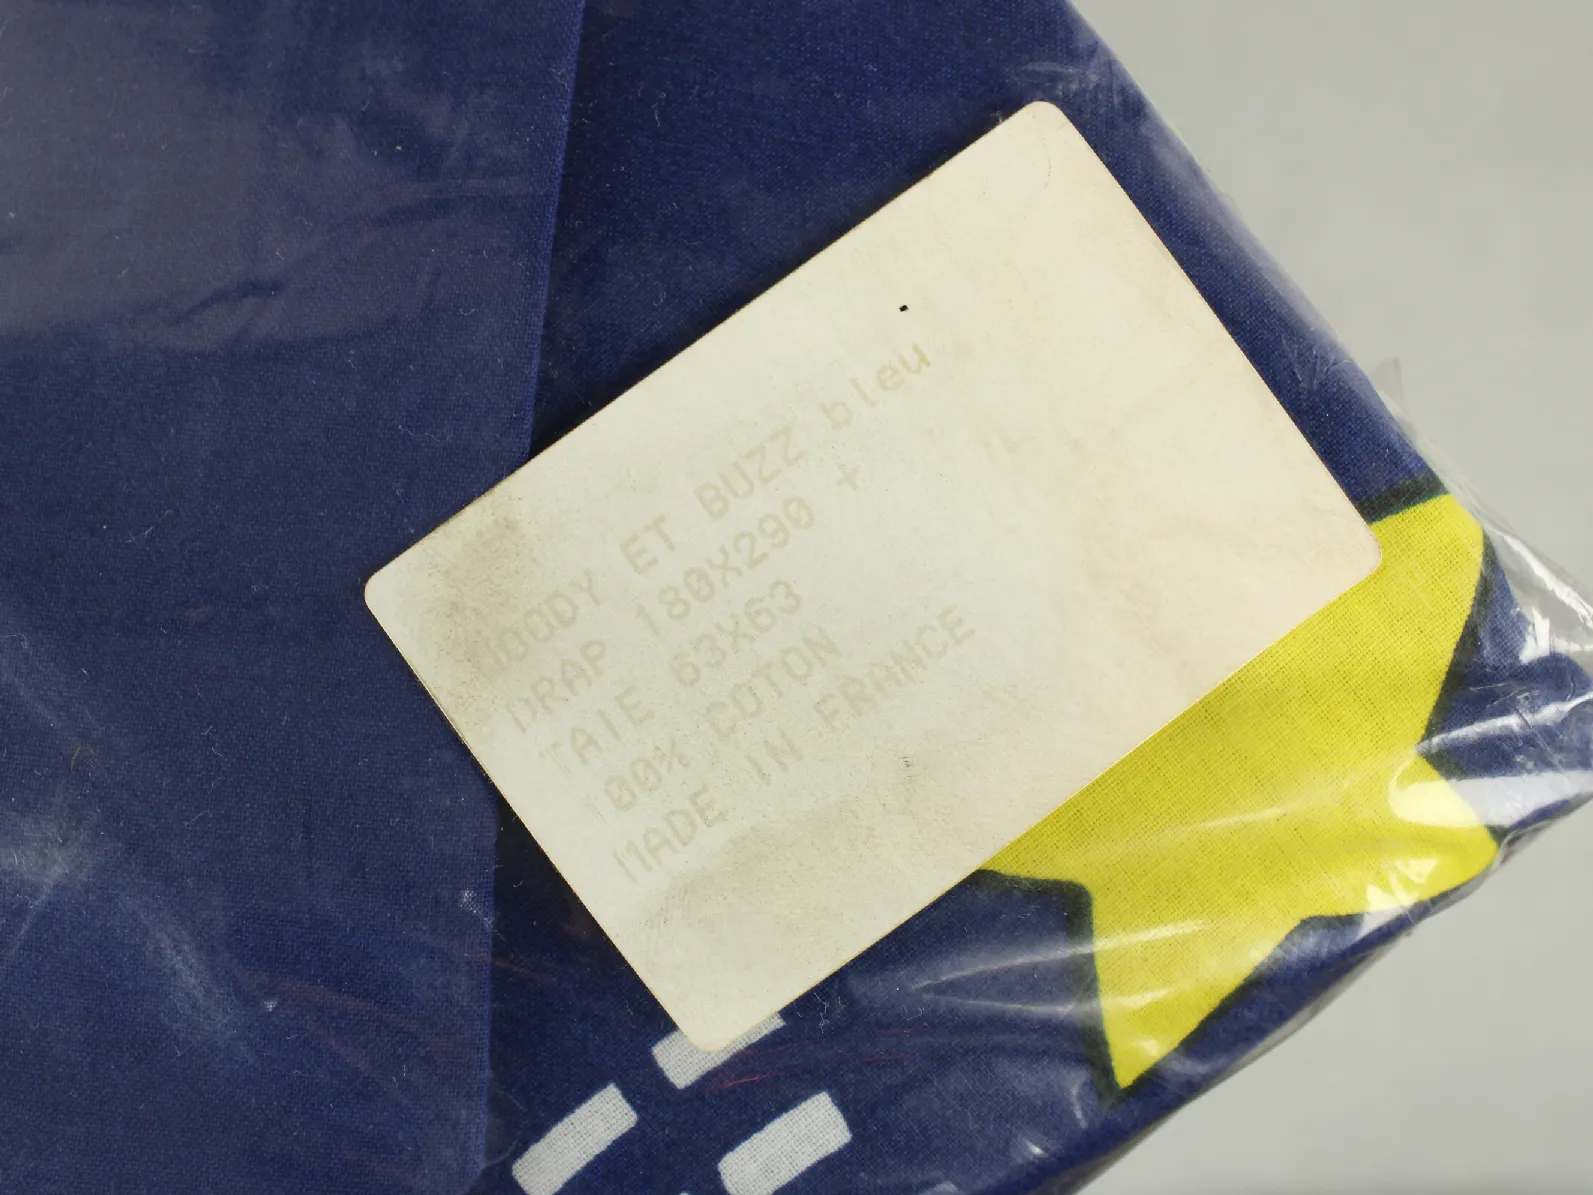 WOODY ET BUZZ bleu
DRAP 180X290 +
TAIE 63X63
100% COTON
MADE IN FRANCE